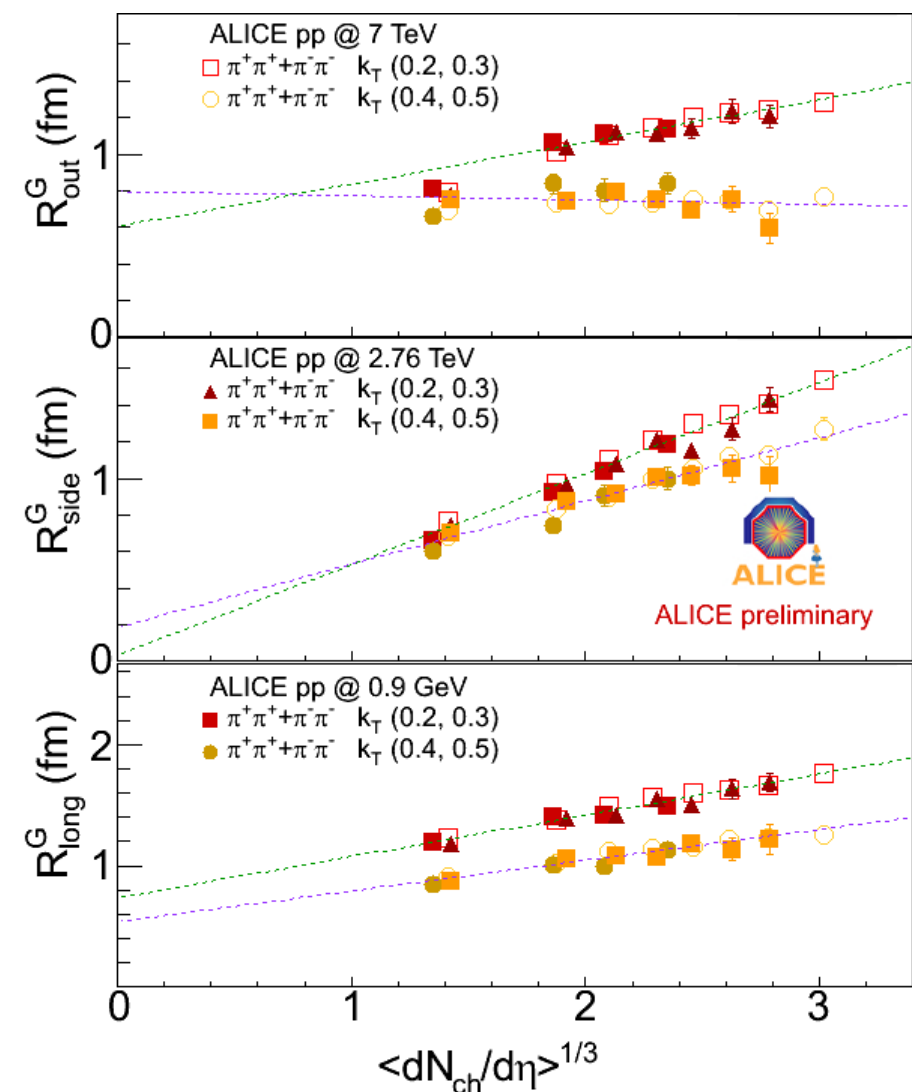 ALICE pp @ 7 TeV
π⁺π⁺+π⁻π⁻ k_T (0.2, 0.3)
π⁺π⁺+π⁻π⁻ k_T (0.4, 0.5)
R^G_out (fm)
1
0
ALICE pp @ 2.76 TeV
π⁺π⁺+π⁻π⁻ k_T (0.2, 0.3)
π⁺π⁺+π⁻π⁻ k_T (0.4, 0.5)
R^G_side (fm)
1
0
ALICE
ALICE preliminary
ALICE pp @ 0.9 GeV
π⁺π⁺+π⁻π⁻ k_T (0.2, 0.3)
π⁺π⁺+π⁻π⁻ k_T (0.4, 0.5)
R^G_long (fm)
2
1
0 1 2 3
<dN_ch/dη>^1/3